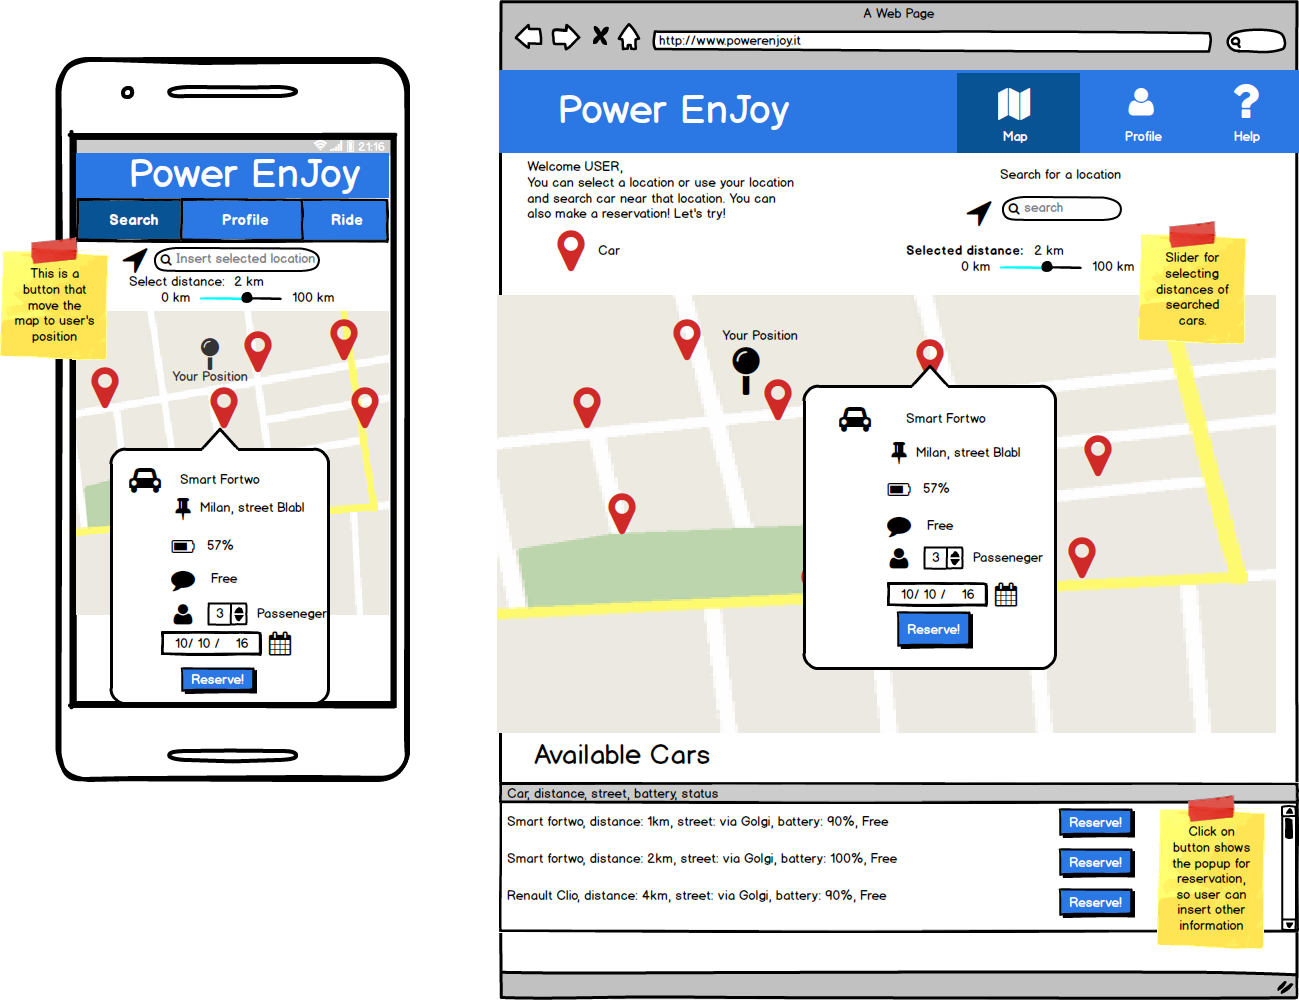 21:16
Power EnJoy
Search
Profile
Ride
This is a
button that
move the
map to user's
position
Insert selected location
Select distance: 2 km
0 km
100 km
Your Position
Smart Fortwo
Milan, street Blabl
57%
Free
3
Passeneger
10/ 10 / 16
Reserve!
A Web Page
http://www.powerenjoy.it
Power EnJoy
Map
Profile
?
Help
Welcome USER,
You can select a location or use your location
and search car near that location. You can
also make a reservation! Let's try!
Car
Search for a location
search
Selected distance: 2 km
0 km
100 km
Slider for
selecting
distances of
searched
cars.
Your Position
Smart Fortwo
Milan, street Blabl
57%
Free
3
Passeneger
10/ 10 / 16
Reserve!
Available Cars
Car, distance, street, battery, status
Smart fortwo, distance: 1km, street: via Golgi, battery: 90%, Free
Reserve!
Smart fortwo, distance: 2km, street: via Golgi, battery: 100%, Free
Reserve!
Renault Clio, distance: 4km, street: via Golgi, battery: 90%, Free
Reserve!
Click on
button shows
the popup for
reservation,
so user can
insert other
information